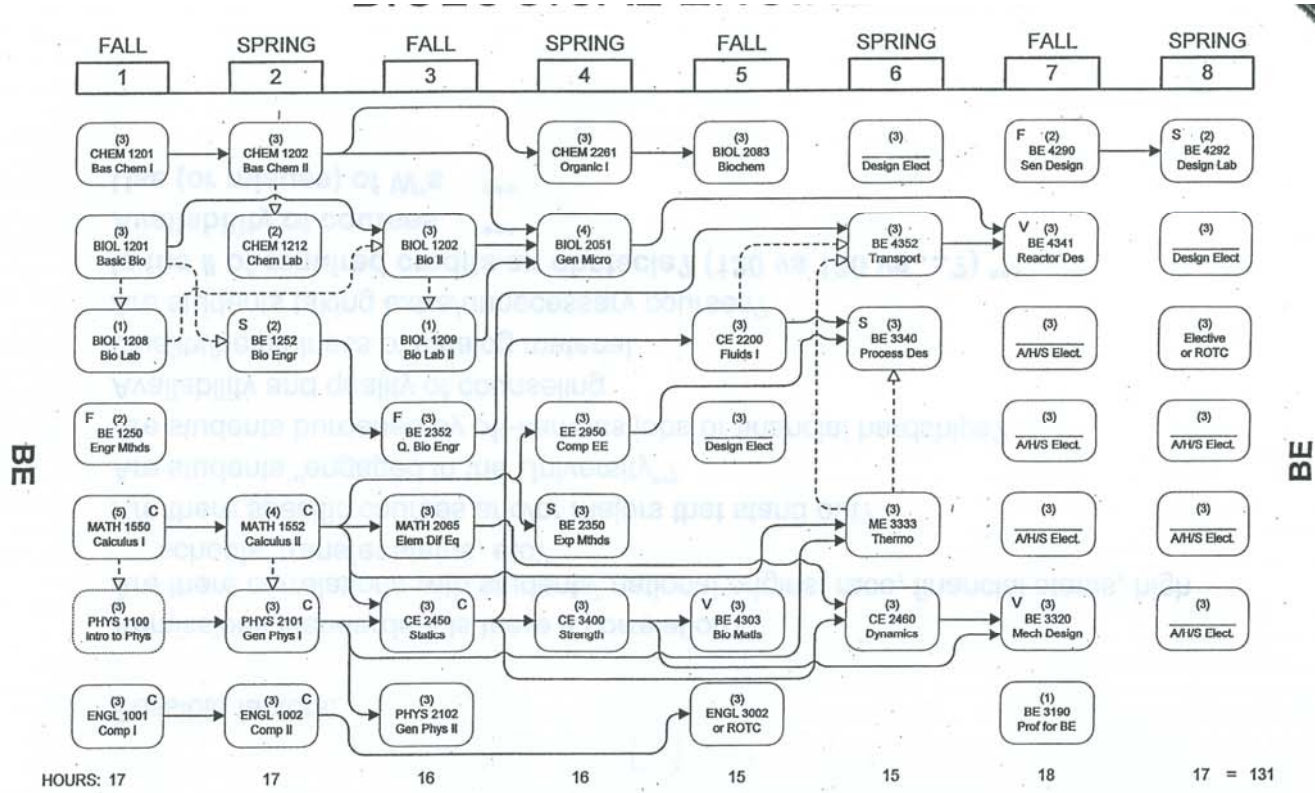 FALL
SPRING
FALL
SPRING
FALL
SPRING
FALL
SPRING
1
2
3
4
5
6
7
8
(3)
CHEM 1201
Bas Chem I
(3)
CHEM 1202
Bas Chem II
(3)
CHEM 2261
Organic I
(3)
BIOL 2083
Biochem
(3)
Design Elect
F (2)
BE 4290
Sen Design
S (2)
BE 4292
Design Lab
(3)
BIOL 1201
Basic Bio
(2)
CHEM 1212
Chem Lab
(3)
BIOL 1202
Bio II
(4)
BIOL 2051
Gen Micro
(3)
BE 4352
Transport
V (3)
BE 4341
Reactor Des
(3)
Design Elect
(1)
BIOL 1208
Bio Lab
S (2)
BE 1252
Bio Engr
(1)
BIOL 1209
Bio Lab II
(3)
CE 2200
Fluids I
S (3)
BE 3340
Process Des
(3)
A/H/S Elect.
(3)
Elective
or ROTC
F (2)
BE 1250
Engr Mthds
F (3)
BE 2352
Q. Bio Engr
(3)
EE 2950
Comp E\E
(3)
Design Elect
(3)
A/H/S Elect.
(3)
A/H/S Elect.
BE
BE
(5)
MATH 1550
Calculus I
(4) C
MATH 1552
Calculus II
(3)
MATH 2065
Elem Dif Eq
S (3)
BE 2350
Exp Mthds
(3)
ME 3333
Thermo
(3)
A/H/S Elect.
(3)
A/H/S Elect.
(3)
PHYS 1100
Intro to Phys
(3) C
PHYS 2101
Gen Phys I
(3) C
CE 2450
Statics
(3)
CE 3400
Strength
V (3)
BE 4303
Bio Matls
(3)
CE 2460
Dynamics
V (3)
BE 3320
Mech Design
(3)
A/H/S Elect.
(3) C
ENGL 1001
Comp I
(3) C
ENGL 1002
Comp II
(3)
PHYS 2102
Gen Phys II
(3)
ENGL 3002
or ROTC
(1)
BE 3190
Prof for BE
HOURS: 17 17 16 16 15 15 18 17 = 131